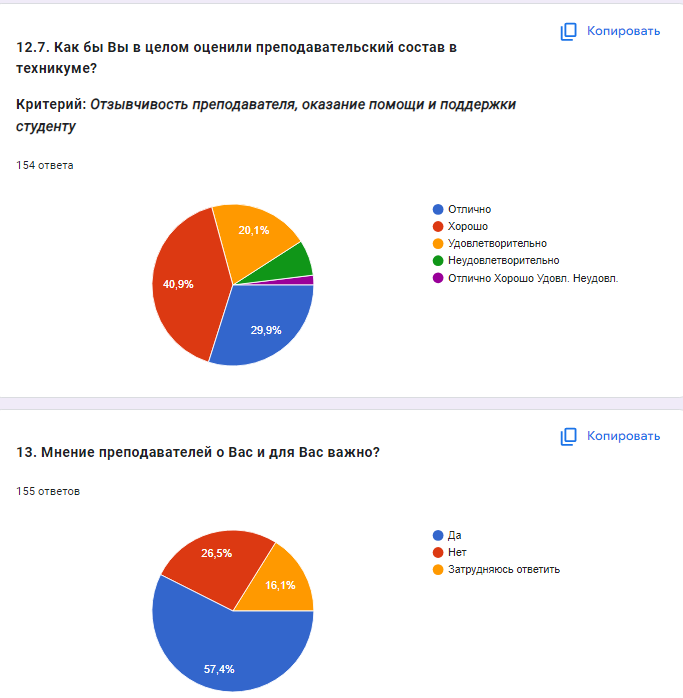 Копировать
12.7. Как бы Вы в целом оценили преподавательский состав в
техникуме?
Критерий: Отзывчивость преподавателя, оказание помощи и поддержки
студенту
154 ответа
Отлично
Хорошо
Удовлетворительно
Неудовлетворительно
Отлично Хорошо Удовл. Неудовл.
20,1%
40,9%
29,9%
Копировать
13. Мнение преподавателей о Вас и для Вас важно?
155 ответов
Да
Нет
Затрудняюсь ответить
26,5%
16,1%
57,4%